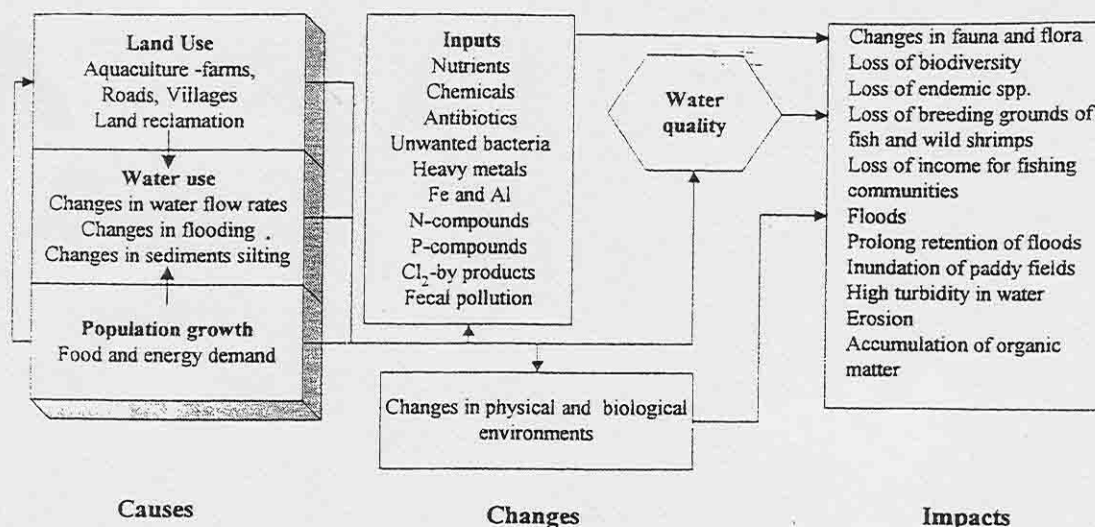 Land Use
Aquaculture -farms,
Roads, Villages
Land reclamation
Water use
Changes in water flow rates
Changes in flooding .
Changes in sediments silting
Population growth
Food and energy demand
Inputs
Nutrients
Chemicals
Antibiotics
Unwanted bacteria
Heavy metals
Fe and Al
N-compounds
P-compounds
Cl₂-by products
Fecal pollution
Water
quality
Changes in physical and biological
environments
Changes in fauna and flora
Loss of biodiversity
Loss of endemic spp.
Loss of breeding grounds of
fish and wild shrimps
Loss of income for fishing
communities
Floods
Prolong retention of floods
Inundation of paddy fields
High turbidity in water
Erosion
Accumulation of organic
matter
Causes
Changes
Impacts